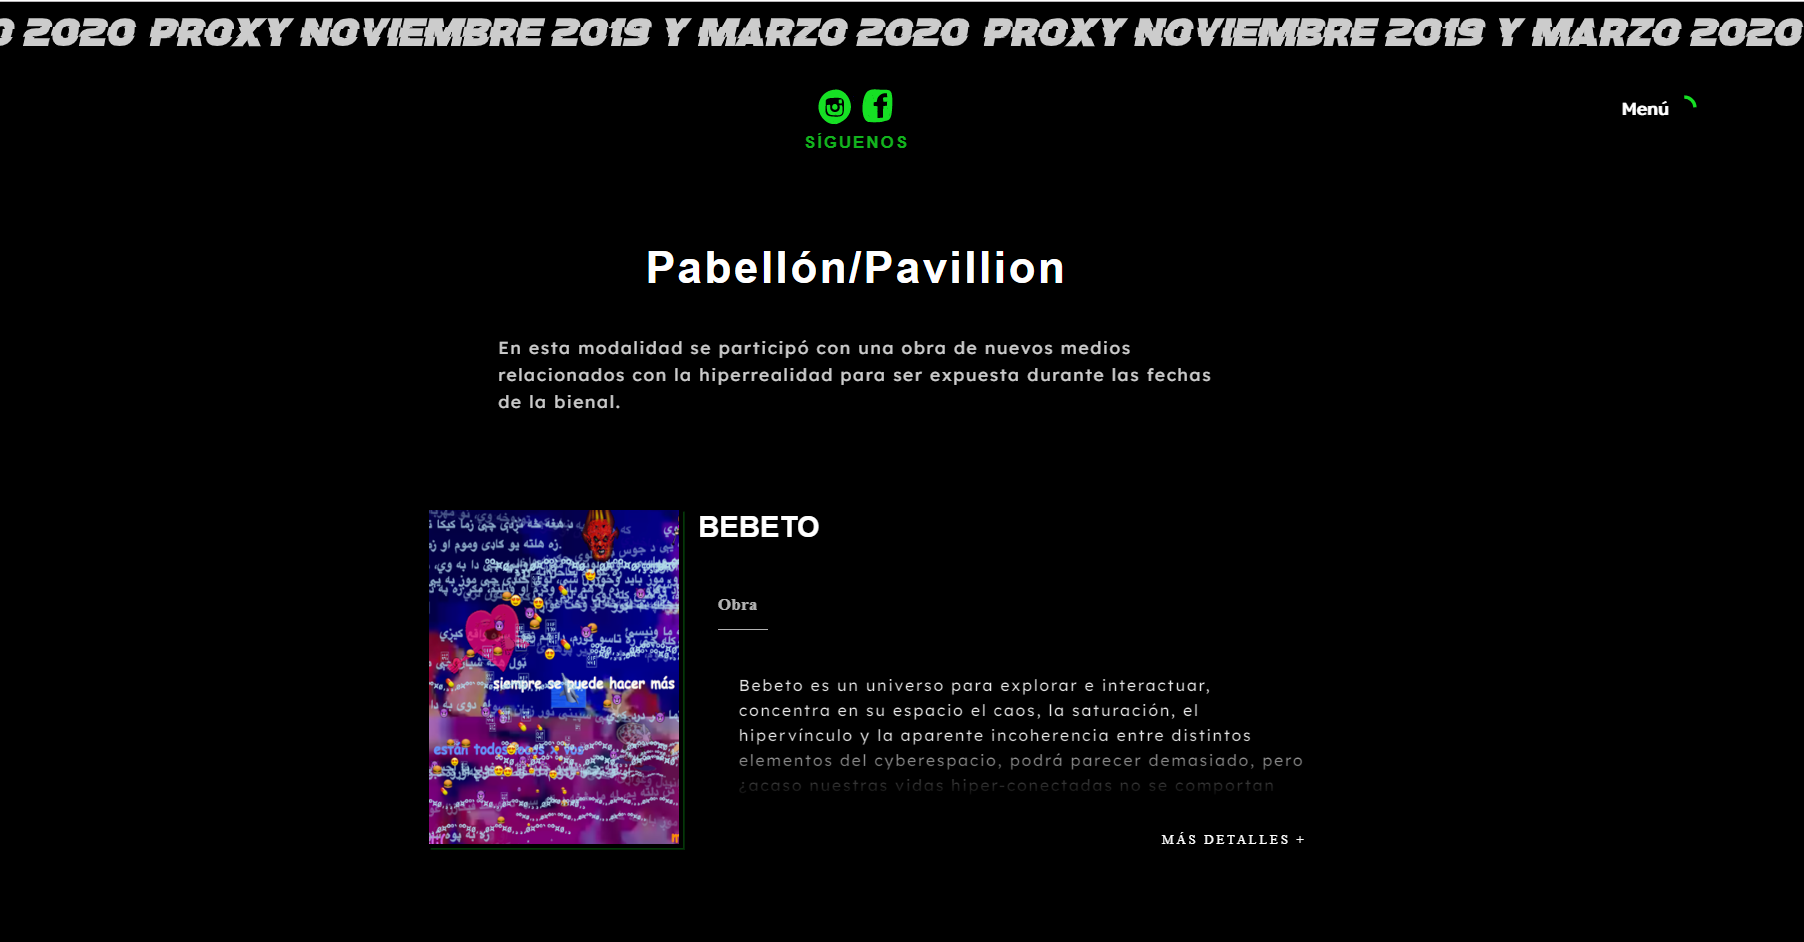 2020 PROXY NOVIEMBRE 2019 Y MARZO 2020 PROXY NOVIEMBRE 2019 Y MARZO 2020
SÍGUENOS
Menú
Pabellón/Pavillion
En esta modalidad se participó con una obra de nuevos medios
relacionados con la hiperrealidad para ser expuesta durante las fechas
de la bienal.
BEBETO
Obra
Bebeto es un universo para explorar e interactuar,
concentra en su espacio el caos, la saturación, el
hipervínculo y la aparente incoherencia entre distintos
elementos del cyberespacio, podrá parecer demasiado, pero
¿acaso nuestras vidas hiper-conectadas no se comportan
MÁS DETALLES +
siempre se puede hacer más
están todos locos x vos